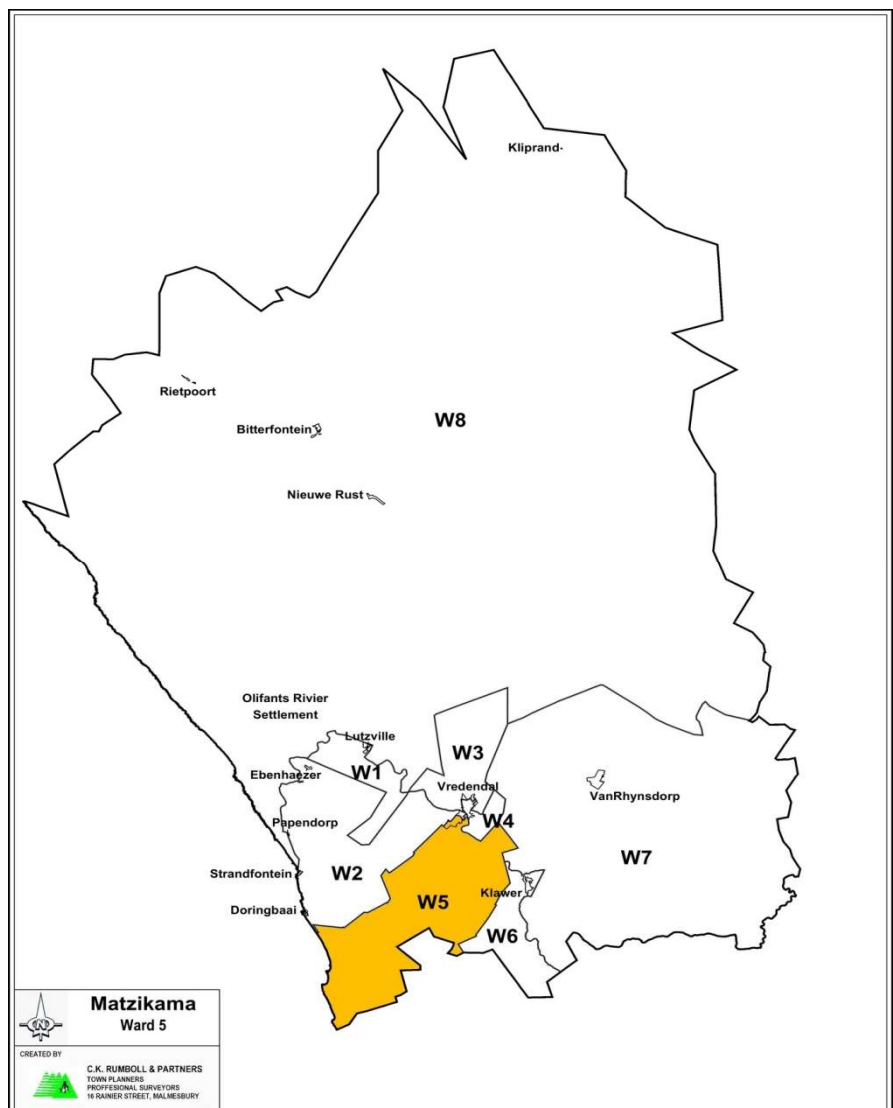 Kliprand-
Rietpoort
Bitterfontein
W8
Nieuwe Rust
Olifants Rivier
Settlement
Lutzville
W3
Ebenhaezer
W1
Vredendal
VanRhynsdorp
Papendorp
W4
W7
Strandfontein
W2
Klawer
W5
Doringbaai
W6
N
Matzikama
Ward 5
CREATED BY
C.K. RUMBOLL & PARTNERS
TOWN PLANNERS
PROFFESIONAL SURVEYORS
16 RAINIER STREET, MALMESBURY